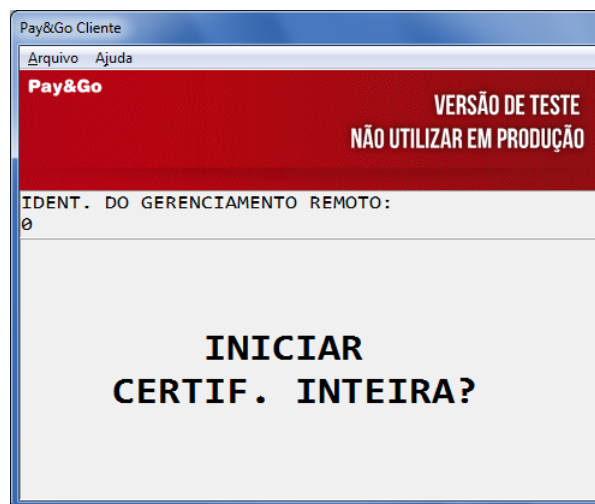 Pay&Go Cliente
Arquivo Ajuda
Pay&Go
VERSÃO DE TESTE
NÃO UTILIZAR EM PRODUÇÃO
IDENT. DO GERENCIAMENTO REMOTO:
0
INICIAR
CERTIF. INTEIRA?